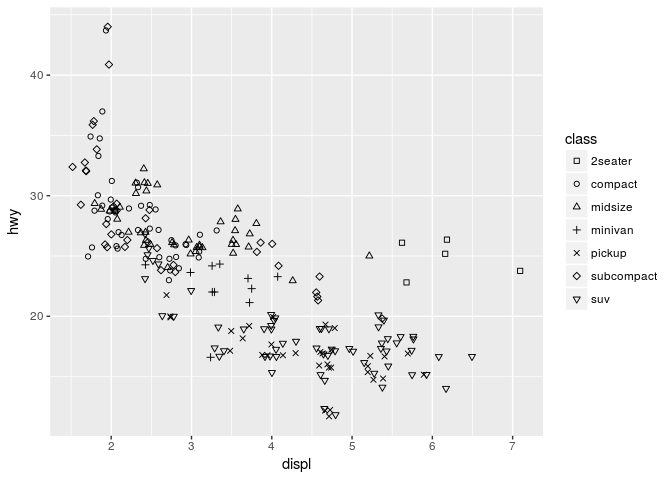 40
30
20
hwy
2
3
4
5
6
7
displ
class
2seater
compact
midsize
minivan
pickup
subcompact
suv